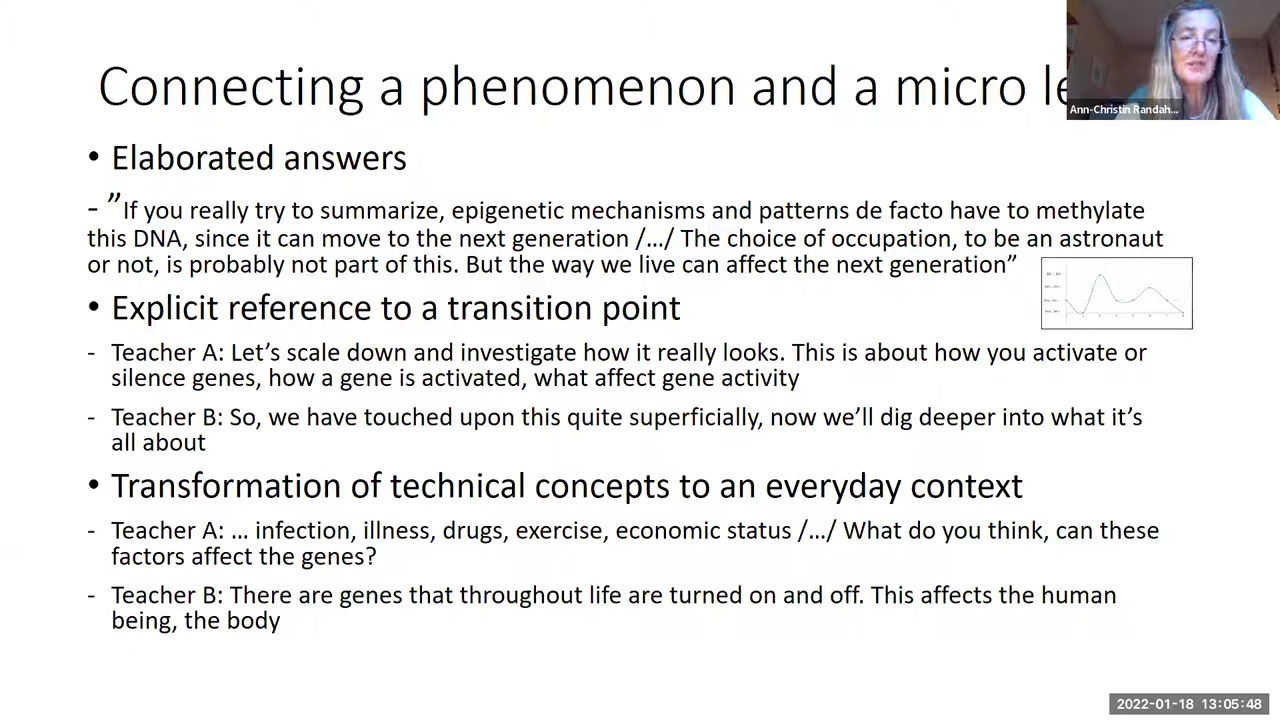 Connecting a phenomenon and a micro le
Ann-Christin Randah...
• Elaborated answers
- ”If you really try to summarize, epigenetic mechanisms and patterns de facto have to methylate
this DNA, since it can move to the next generation /…/ The choice of occupation, to be an astronaut
or not, is probably not part of this. But the way we live can affect the next generation”
• Explicit reference to a transition point
- Teacher A: Let’s scale down and investigate how it really looks. This is about how you activate or
silence genes, how a gene is activated, what affect gene activity
- Teacher B: So, we have touched upon this quite superficially, now we’ll dig deeper into what it’s
all about
• Transformation of technical concepts to an everyday context
- Teacher A: … infection, illness, drugs, exercise, economic status /…/ What do you think, can these
factors affect the genes?
- Teacher B: There are genes that throughout life are turned on and off. This affects the human
being, the body
2022-01-18 13:05:48